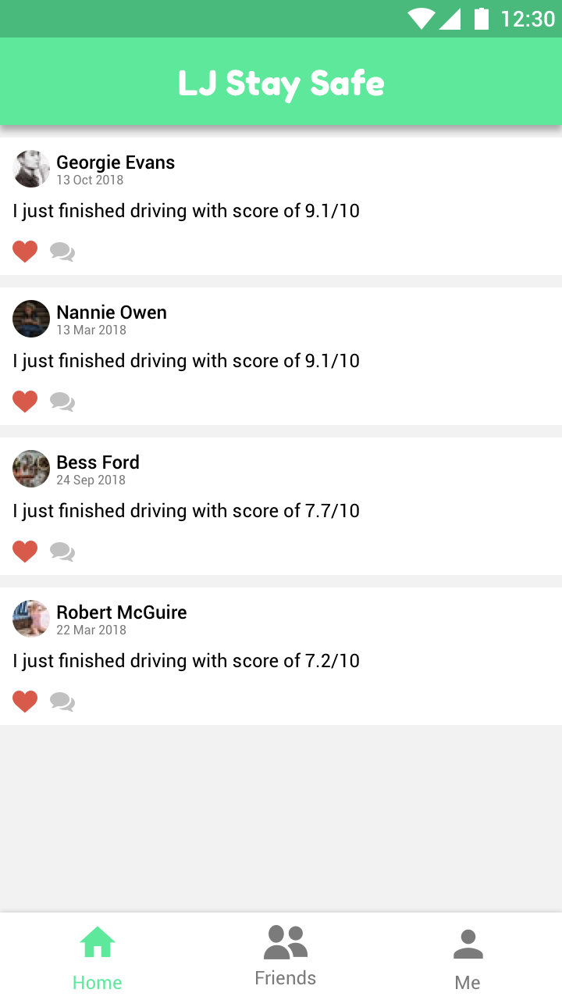 12:30
LJ Stay Safe
Georgie Evans
13 Oct 2018
I just finished driving with score of 9.1/10
Nannie Owen
13 Mar 2018
I just finished driving with score of 9.1/10
Bess Ford
24 Sep 2018
I just finished driving with score of 7.7/10
Robert McGuire
22 Mar 2018
I just finished driving with score of 7.2/10
Home
Friends
Me